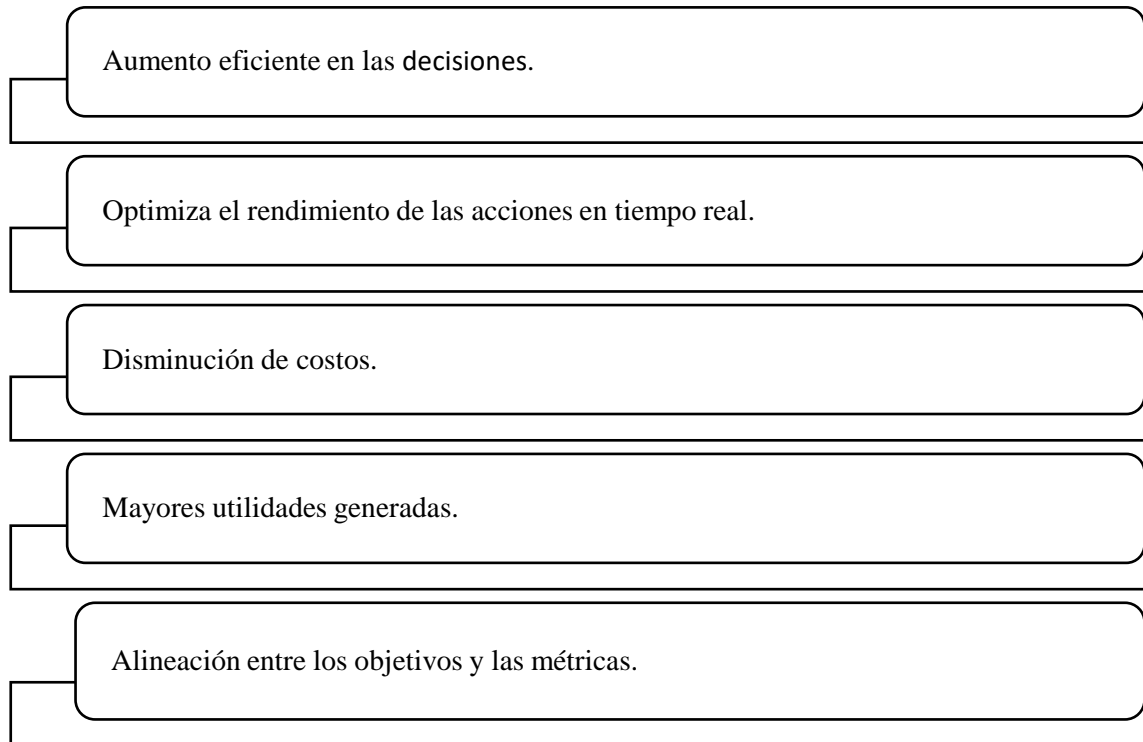 Aumento eficiente en las decisiones.
Optimiza el rendimiento de las acciones en tiempo real.
Disminución de costos.
Mayores utilidades generadas.
Alineación entre los objetivos y las métricas.